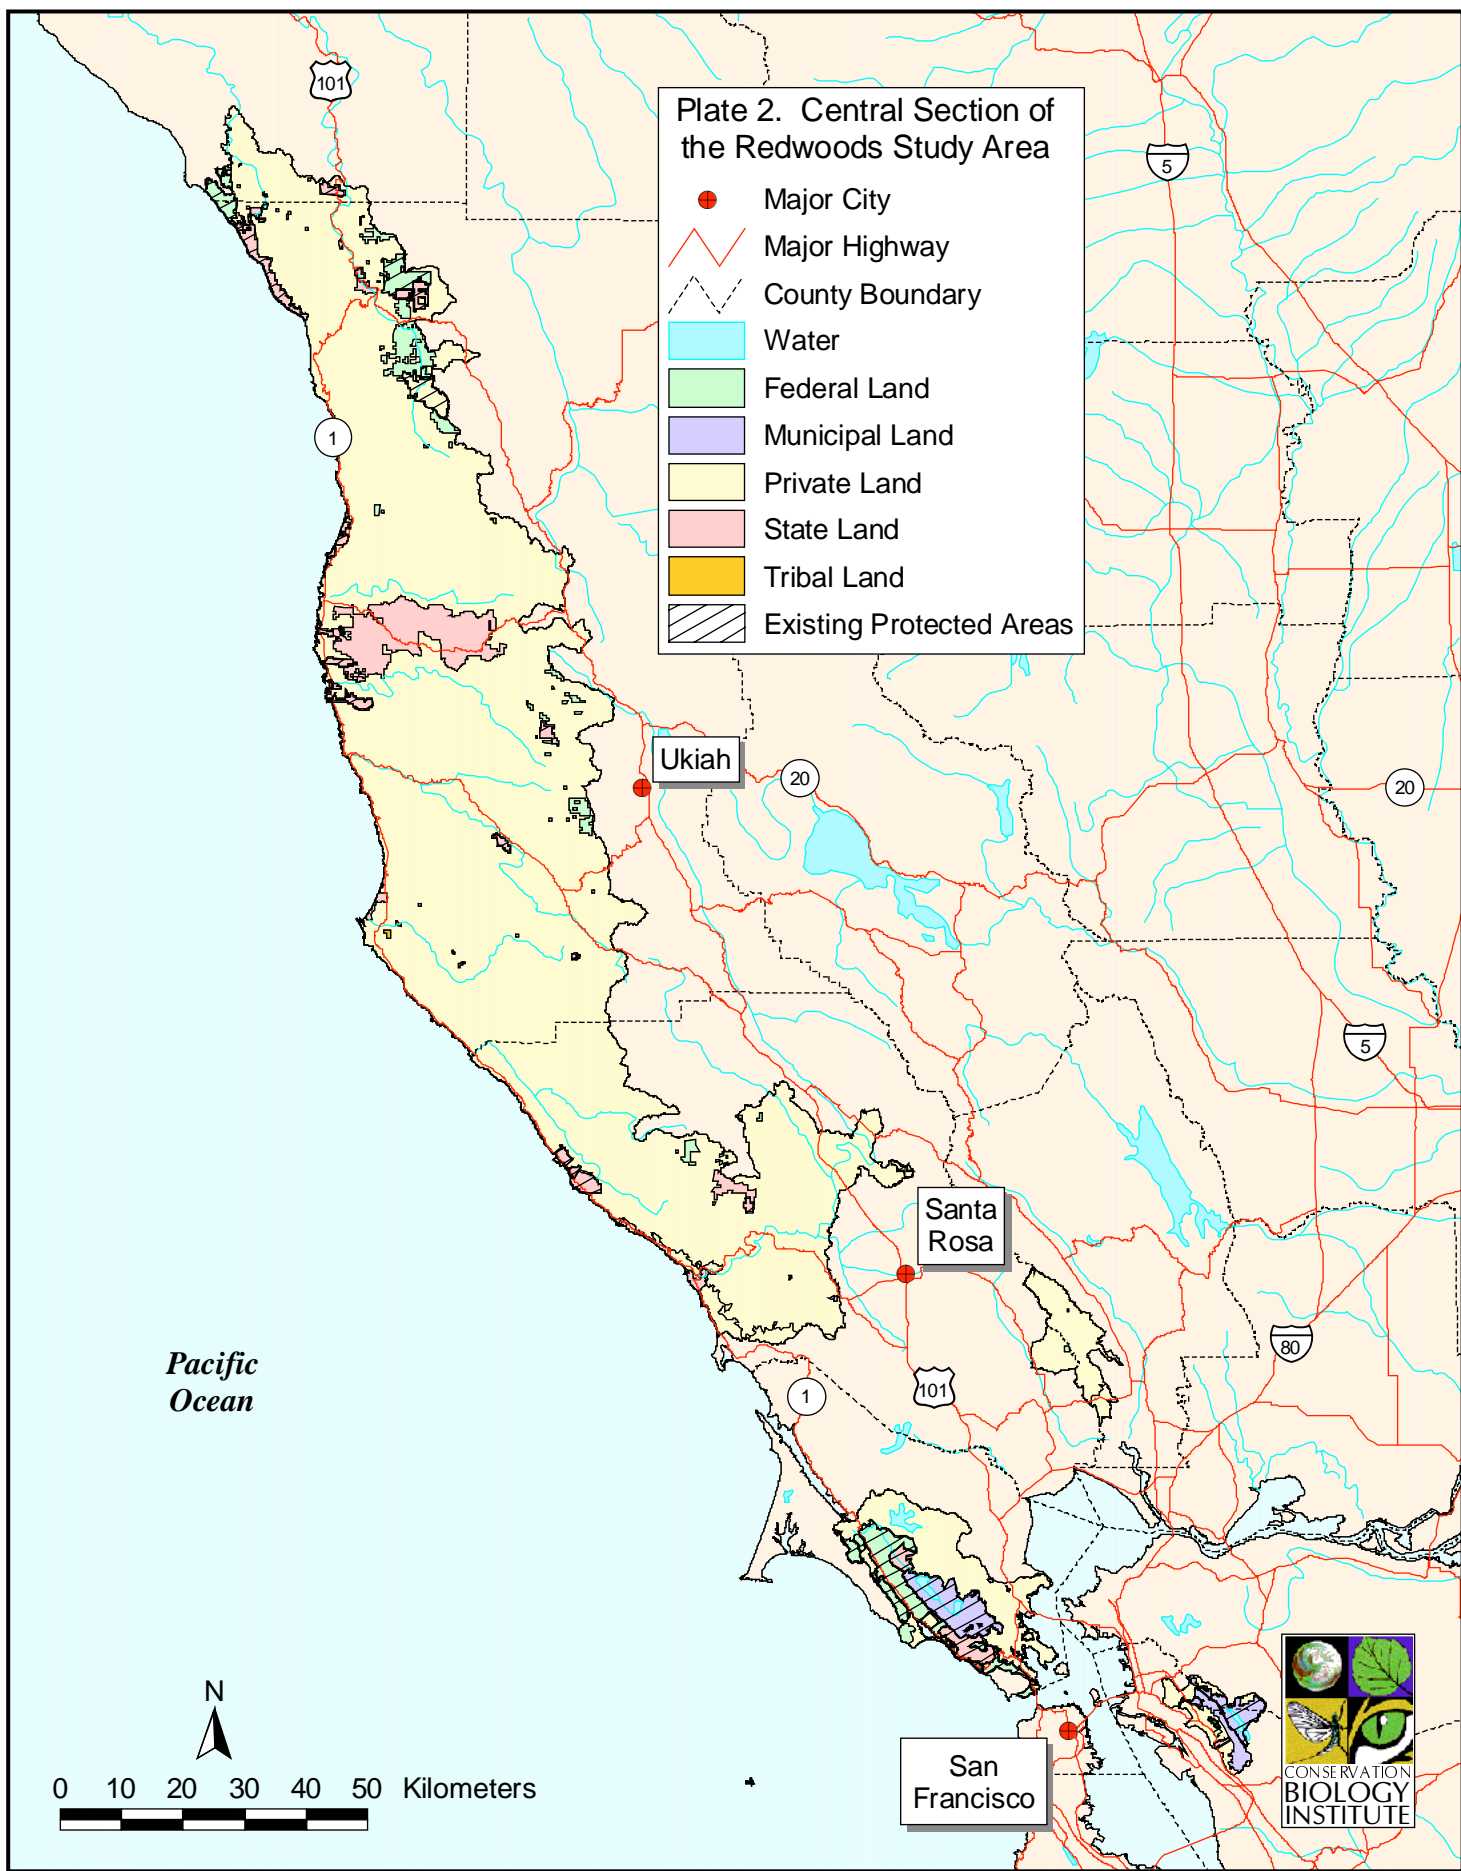 101
Plate 2. Central Section of
the Redwoods Study Area
Major City
Major Highway
County Boundary
Water
Federal Land
Municipal Land
Private Land
State Land
Tribal Land
Existing Protected Areas
5
1
Ukiah
20
20
5
Santa
Rosa
80
Pacific
Ocean
101
1
N
0 10 20 30 40 50 Kilometers
San
Francisco
CONSERVATION
BIOLOGY
INSTITUTE